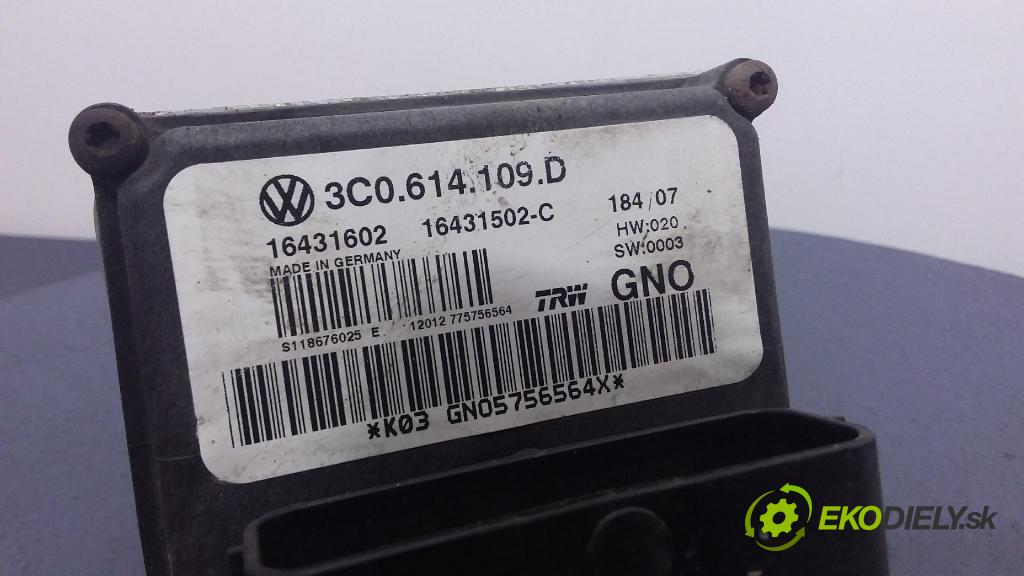 3C0.614.109.D
16431602 16431502-C
184/07
MADE IN GERMANY
HW:020
SW:0003
TRW GNO
S118676025 E 12012 775756564
*K03 GNO5756564X*
EKODIELY.sk